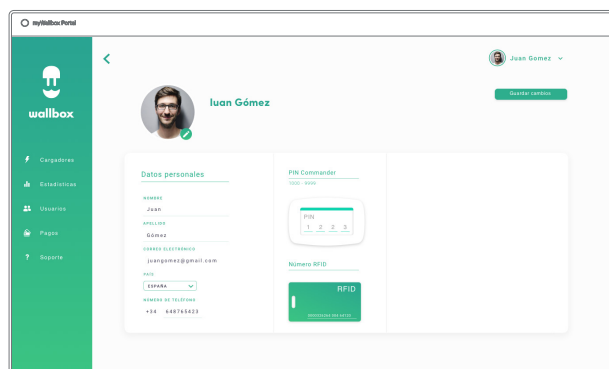 myWallbox Portal
Juan Gomez
wallbox
Iuan Gómez
Guardar cambios
Cargadores
Estadísticas
Usuarios
Pagos
Soporte
Datos personales
NOMBRE
Juan
APELLIDO
Gómez
CORREO ELECTRÓNICO
juangomez@gmail.com
PAÍS
ESPAÑA
NÚMERO DE TELÉFONO
+34 648765423
PIN Commander
1000 - 9999
PIN
1 2 2 3
Número RFID
RFID